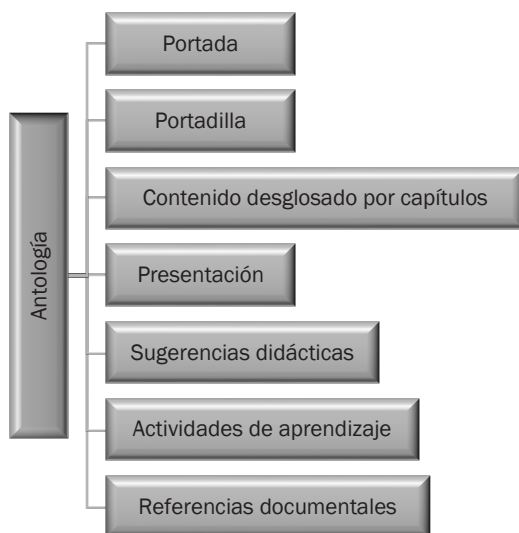 Antología
Portada
Portadilla
Contenido desglosado por capítulos
Presentación
Sugerencias didácticas
Actividades de aprendizaje
Referencias documentales